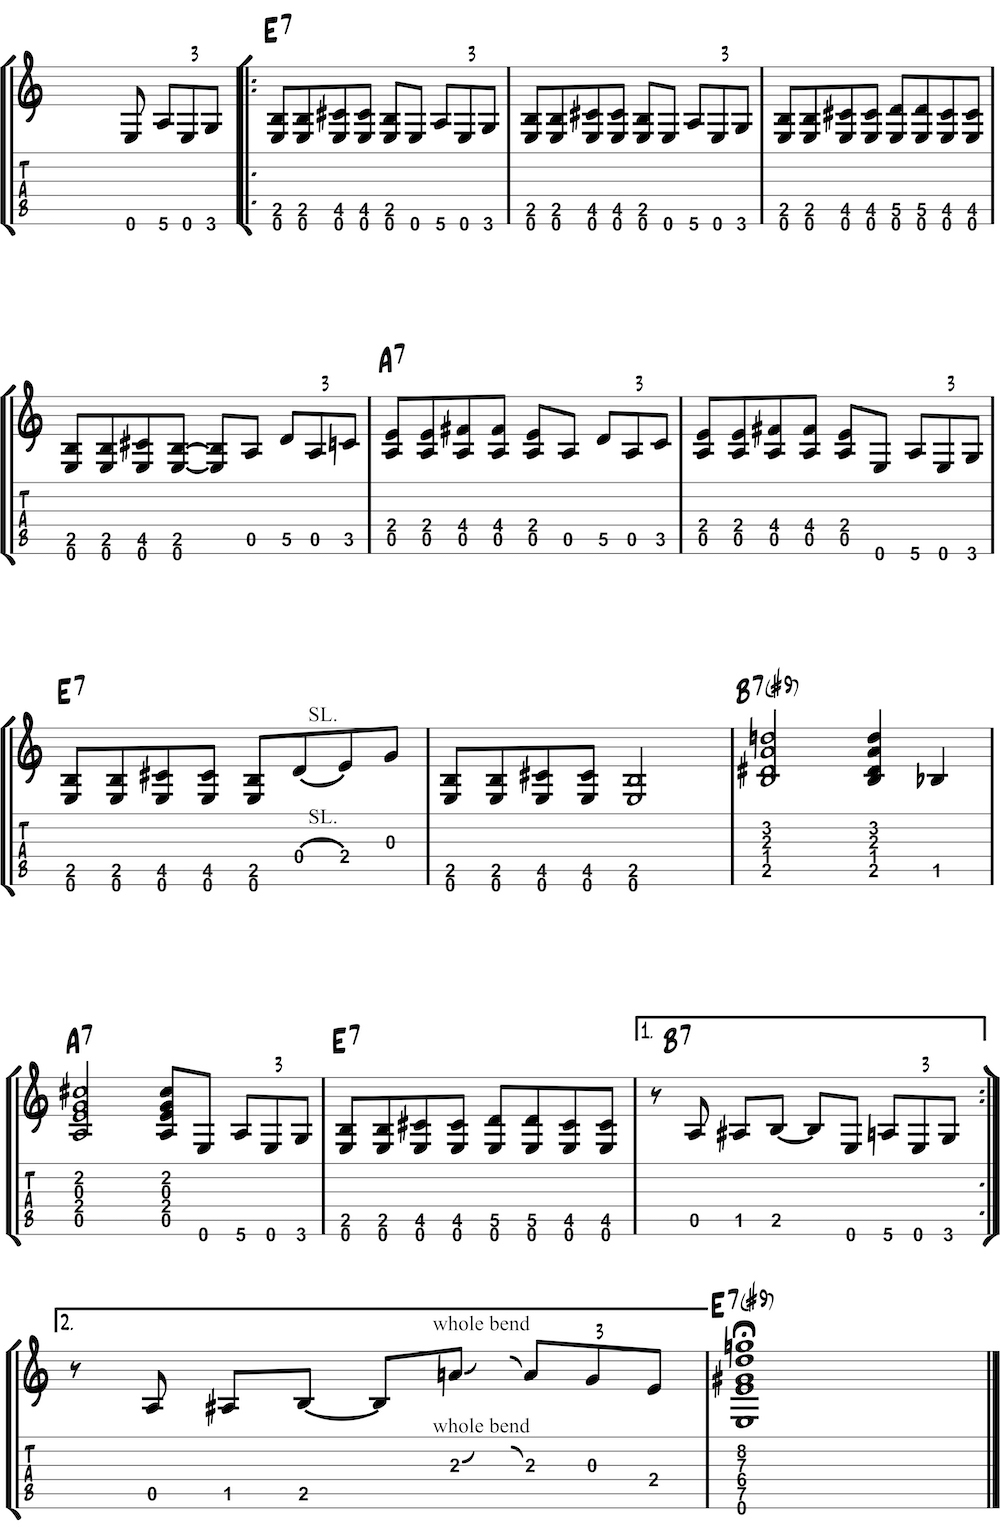 3 3 3
E7
T
A
B
0 5 0 3 2 2 4 4 2 2 2 4 4 2 2 2 4 4 5 5 4 4
0 0 0 0 0 0 5 0 3 0 0 0 0 0 0 5 0 3 0 0 0 0 0 0 0 0
A7
3 3 3
T
A
B
2 2 4 4 2 2 2 4 4 2
2 2 4 2 0 5 0 3 0 0 0 0 0 0 5 0 3 0 0 0 0 0
0 0 0 0 0 5 0 3
E7 B7(#9)
SL.
SL.
T
A
B
3 3
0 2 2
0 2 1 1
2 2 4 4 2 2 2 4 4 2 2 2 1
0 0 0 0 0 0 0 0 0 0
A7 E7 1. B7
3 3
T
A
B
2 2
0 0
2 2
0 0 2 2 4 4 5 5 4 4 0 1 2
0 5 0 3 0 0 0 0 0 0 0 0 0 5 0 3
2. E7(#9)
whole bend 3
whole bend
T
A
B
8
2 2 0 7
2 6
0 1 2 7
0